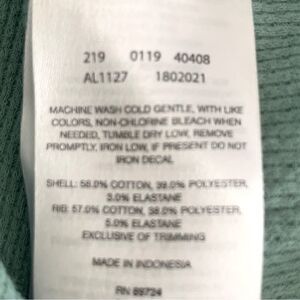 219 0119 40408
AL1127 1802021
MACHINE WASH COLD GENTLE, WITH LIKE
COLORS, NON-CHLORINE BLEACH WHEN
NEEDED, TUMBLE DRY LOW, REMOVE
PROMPTLY, IRON LOW, IF PRESENT DO NOT
IRON DECAL
SHELL: 58.0% COTTON, 39.0% POLYESTER,
3.0% ELASTANE
RIB: 57.0% COTTON, 38.0% POLYESTER,
5.0% ELASTANE
EXCLUSIVE OF TRIMMING
MADE IN INDONESIA
RN 89724